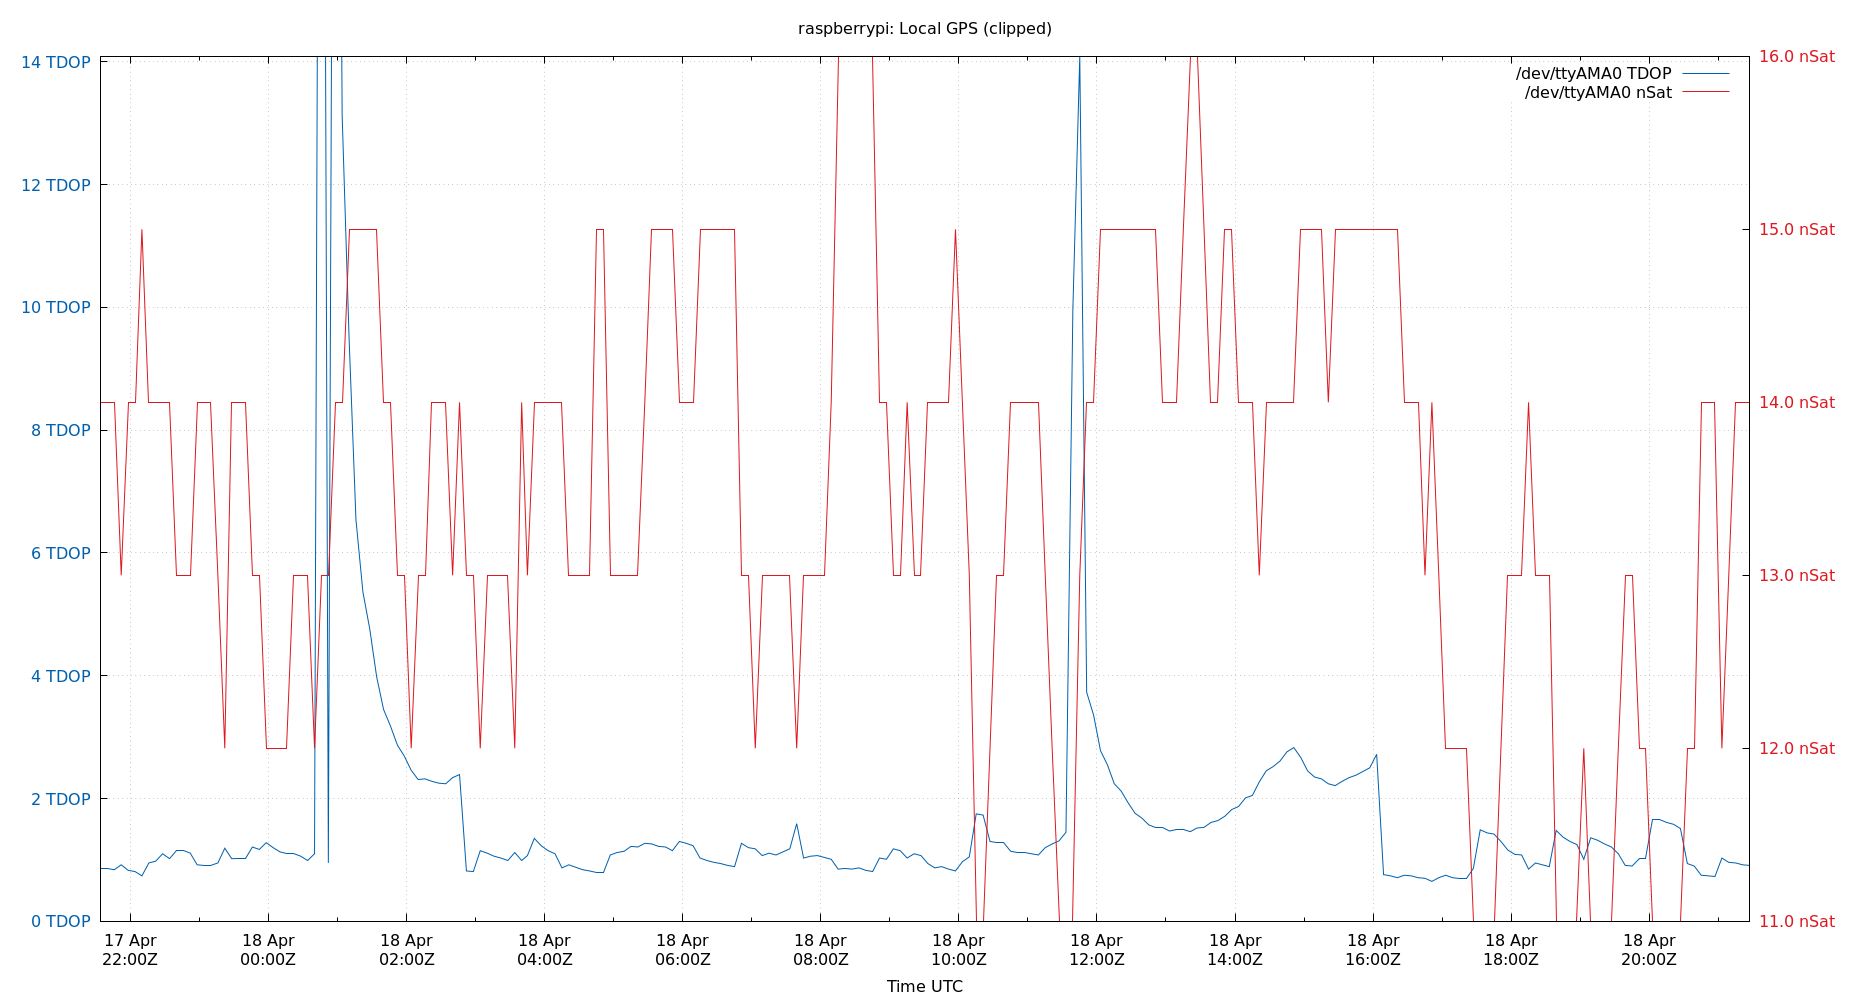 raspberrypi: Local GPS (clipped)
/dev/ttyAMA0 TDOP
/dev/ttyAMA0 nSat
14 TDOP
12 TDOP
10 TDOP
8 TDOP
6 TDOP
4 TDOP
2 TDOP
0 TDOP
16.0 nSat
15.0 nSat
14.0 nSat
13.0 nSat
12.0 nSat
11.0 nSat
17 Apr
22:00Z
18 Apr
00:00Z
18 Apr
02:00Z
18 Apr
04:00Z
18 Apr
06:00Z
18 Apr
08:00Z
18 Apr
10:00Z
18 Apr
12:00Z
18 Apr
14:00Z
18 Apr
16:00Z
18 Apr
18:00Z
18 Apr
20:00Z
Time UTC